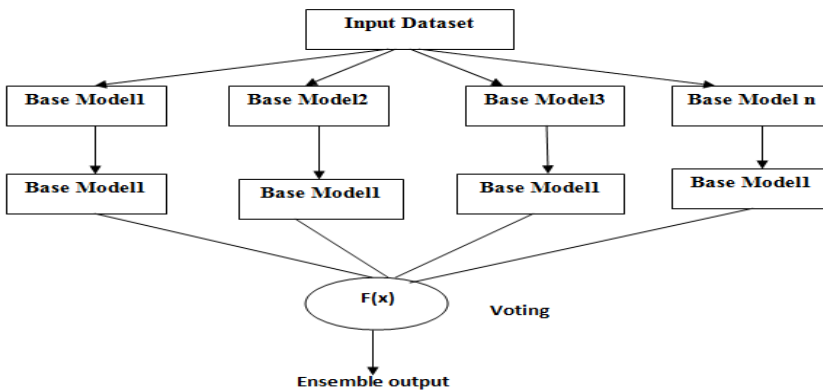 Input Dataset
Base Model1
Base Model2
Base Model3
Base Model n
Base Model1
Base Model1
Base Model1
Base Model1
F(x)
Voting
Ensemble output